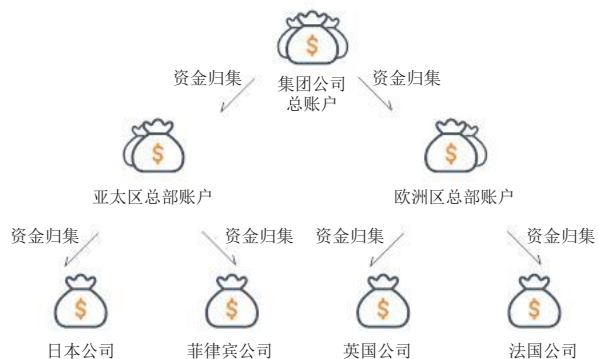 $
资金归集
集团公司
总账户
资金归集
$
$
亚太区总部账户
欧洲区总部账户
资金归集
资金归集
资金归集
资金归集
$
$
$
$
日本公司
菲律宾公司
英国公司
法国公司